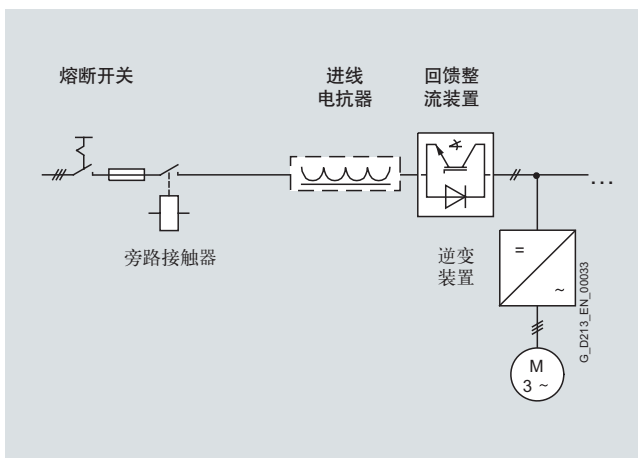 熔断开关
进线
电抗器
回馈整
流装置
旁路接触器
逆变
装置
...
=
~
G_D213_EN_00033
M
3 ~